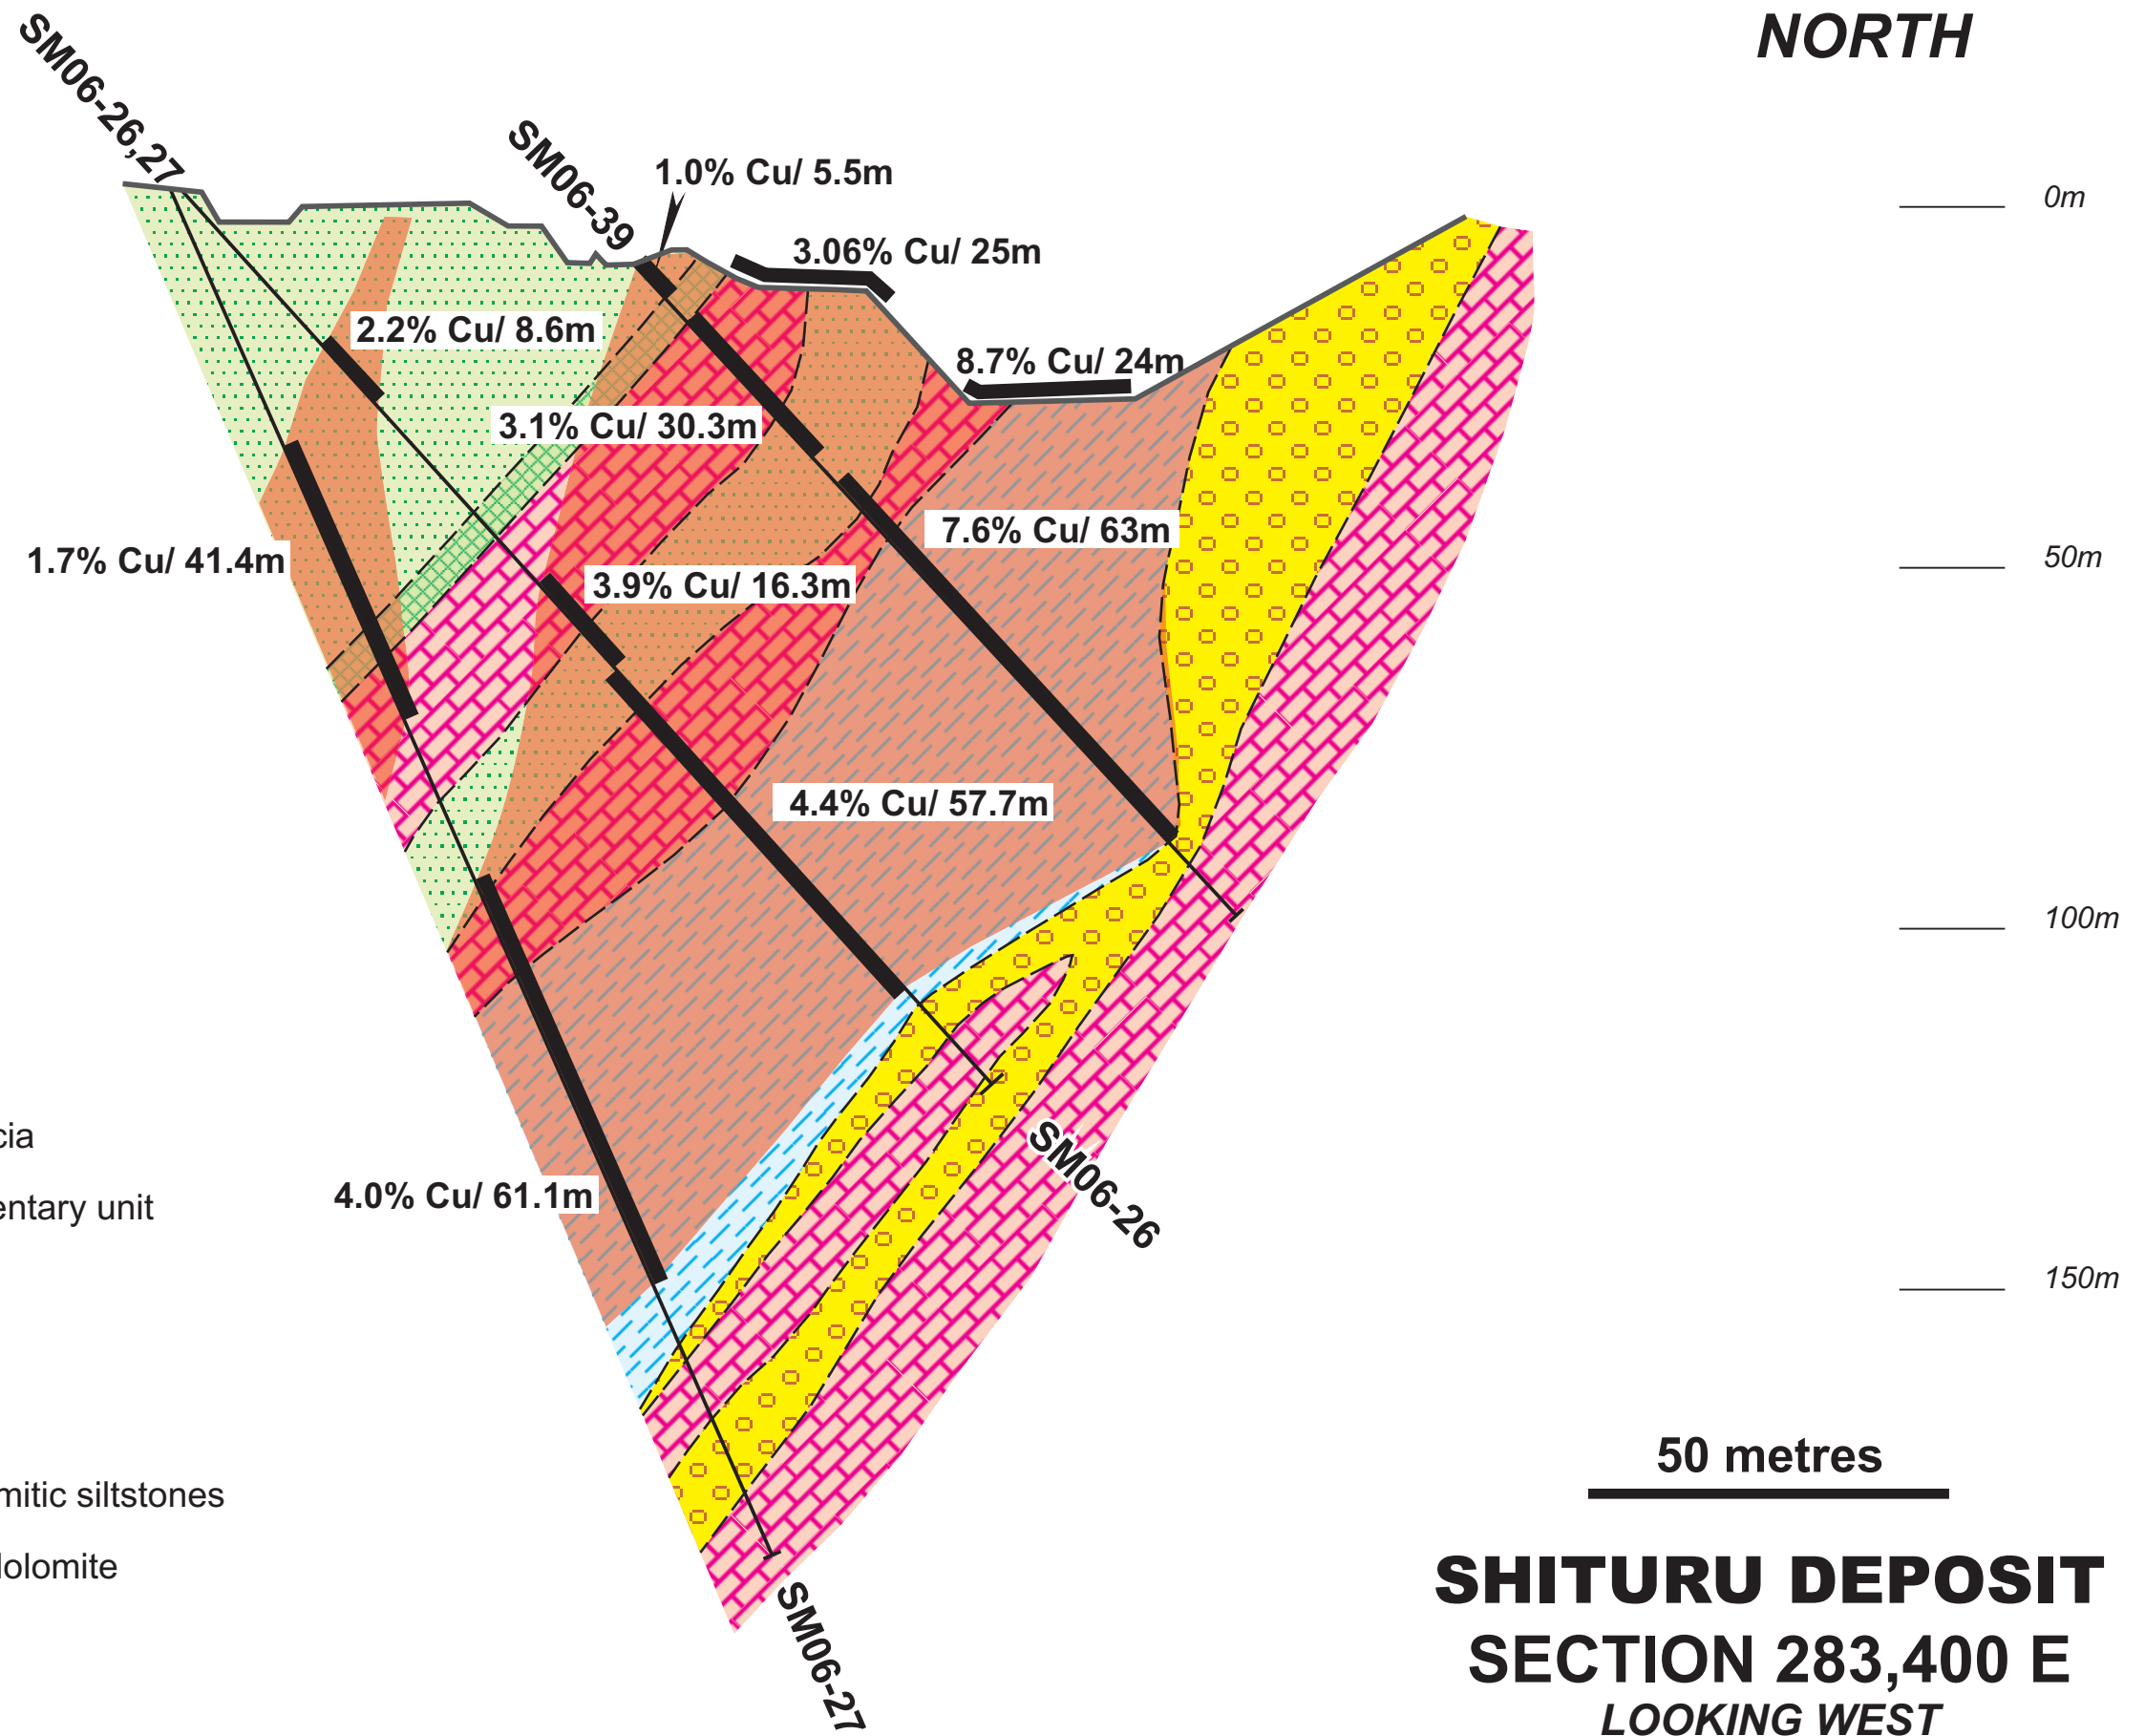 NORTH
SM06-26,27
SM06-39
1.0% Cu/ 5.5m
0m
3.06% Cu/ 25m
2.2% Cu/ 8.6m
8.7% Cu/ 24m
3.1% Cu/ 30.3m
7.6% Cu/ 63m
50m
1.7% Cu/ 41.4m
3.9% Cu/ 16.3m
4.4% Cu/ 57.7m
100m
cia
SM06-26
4.0% Cu/ 61.1m
entary unit
150m
50 metres
mitic siltstones
dolomite
SM06-27
SHITURU DEPOSIT
SECTION 283,400 E
LOOKING WEST